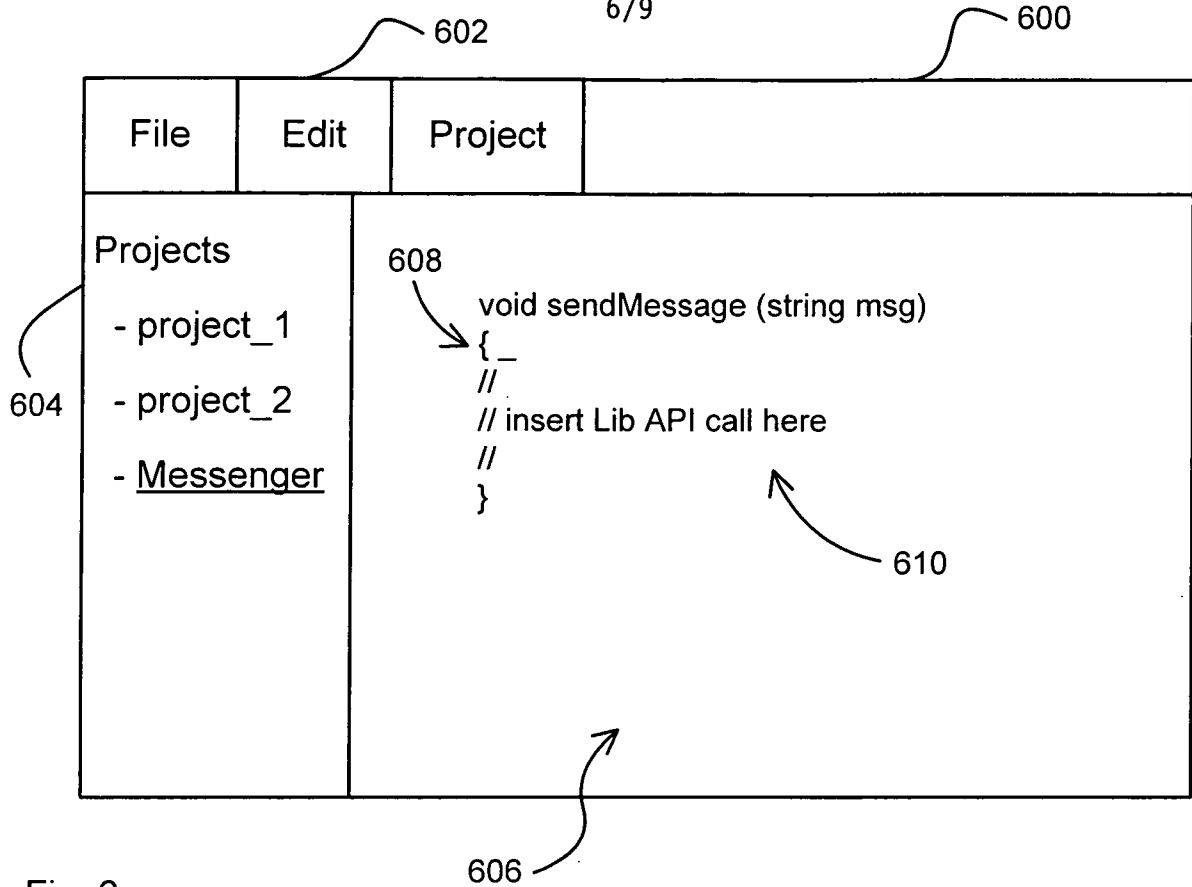 6/9
602
600
File Edit Project
Projects
- project_1
- project_2
- Messenger
604
608
void sendMessage (string msg)
{ _
//
// insert Lib API call here
//
}
610
606